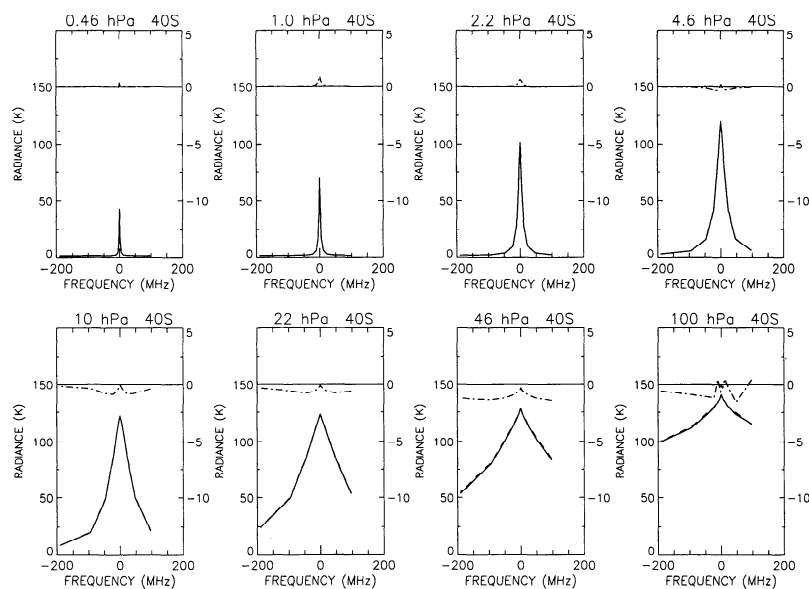 0.46 hPa 40S
1.0 hPa 40S
2.2 hPa 40S
4.6 hPa 40S
5
5
5
5
150
0
150
0
150
0
150
0
100
-5
100
-5
100
-5
100
-5
50
-10
50
-10
50
-10
50
-10
0
0
0
0
-200 0 200
-200 0 200
-200 0 200
-200 0 200
RADIANCE (K)
RADIANCE (K)
RADIANCE (K)
RADIANCE (K)
FREQUENCY (MHz)
FREQUENCY (MHz)
FREQUENCY (MHz)
FREQUENCY (MHz)
10 hPa 40S
22 hPa 40S
46 hPa 40S
100 hPa 40S
5
5
5
5
150
0
150
0
150
0
150
0
100
-5
100
-5
100
-5
100
-5
50
-10
50
-10
50
-10
50
-10
0
0
0
0
-200 0 200
-200 0 200
-200 0 200
-200 0 200
RADIANCE (K)
RADIANCE (K)
RADIANCE (K)
RADIANCE (K)
FREQUENCY (MHz)
FREQUENCY (MHz)
FREQUENCY (MHz)
FREQUENCY (MHz)